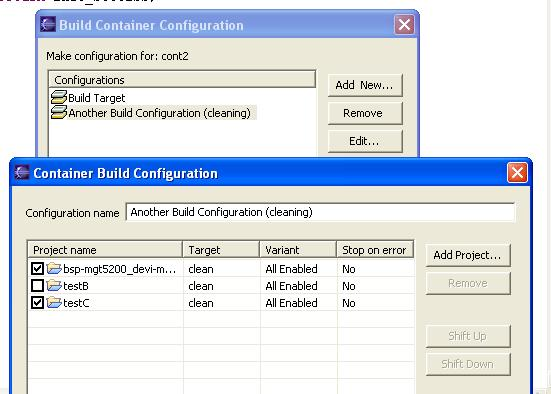 Build Container Configuration
Make configuration for: cont2
Configurations
Build Target
Another Build Configuration (cleaning)
Add New...
Remove
Edit...
Container Build Configuration
Configuration name Another Build Configuration (cleaning)
Project name Target Variant Stop on error
bsp-mgt5200_devi-m... clean All Enabled No
testB clean All Enabled No
testC clean All Enabled No
Add Project...
Remove
Shift Up
Shift Down